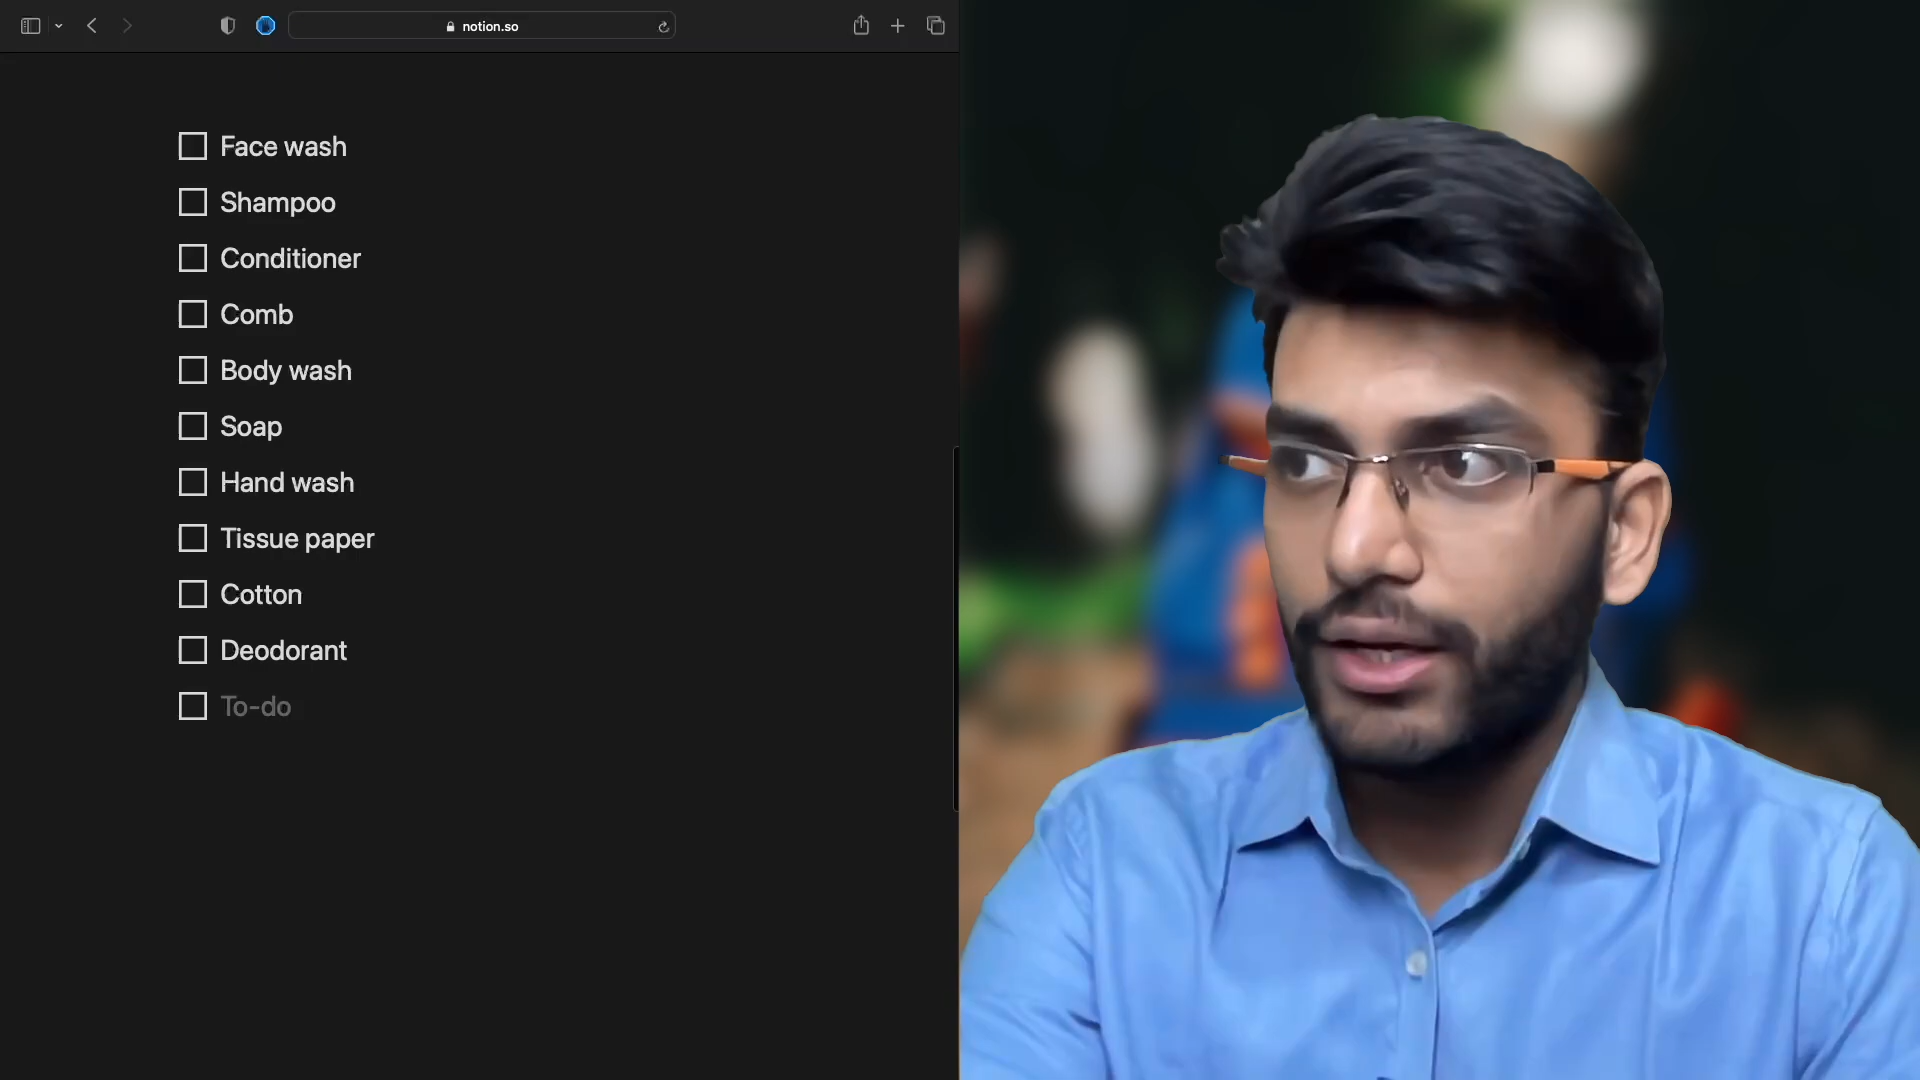 notion.so
Face wash
Shampoo
Conditioner
Comb
Body wash
Soap
Hand wash
Tissue paper
Cotton
Deodorant
To-do